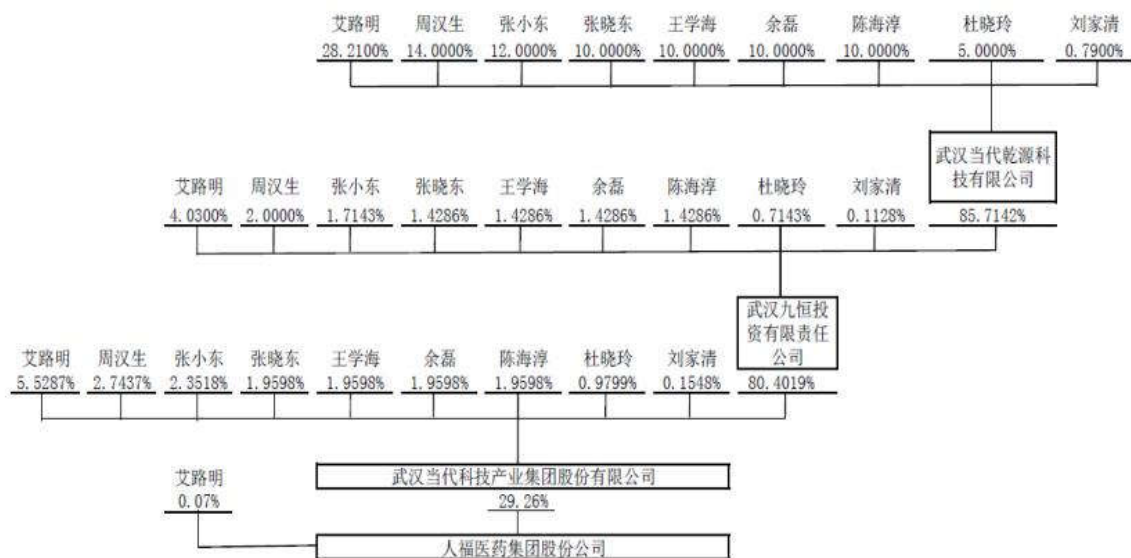 艾路明 周汉生 张小东 张晓东 王学海 余磊 陈海淳 杜晓玲 刘家清
28.2100% 14.0000% 12.0000% 10.0000% 10.0000% 10.0000% 10.0000% 5.0000% 0.7900%
武汉当代乾源科
技有限公司
艾路明 周汉生 张小东 张晓东 王学海 余磊 陈海淳 杜晓玲 刘家清
4.0300% 2.0000% 1.7143% 1.4286% 1.4286% 1.4286% 1.4286% 0.7143% 0.1128% 85.7142%
武汉九恒投
资有限责任
公司
艾路明 周汉生 张小东 张晓东 王学海 余磊 陈海淳 杜晓玲 刘家清
5.5287% 2.7437% 2.3518% 1.9598% 1.9598% 1.9598% 1.9598% 0.9799% 0.1548% 80.4019%
艾路明 武汉当代科技产业集团股份有限公司
0.07% 29.26%
人福医药集团股份公司